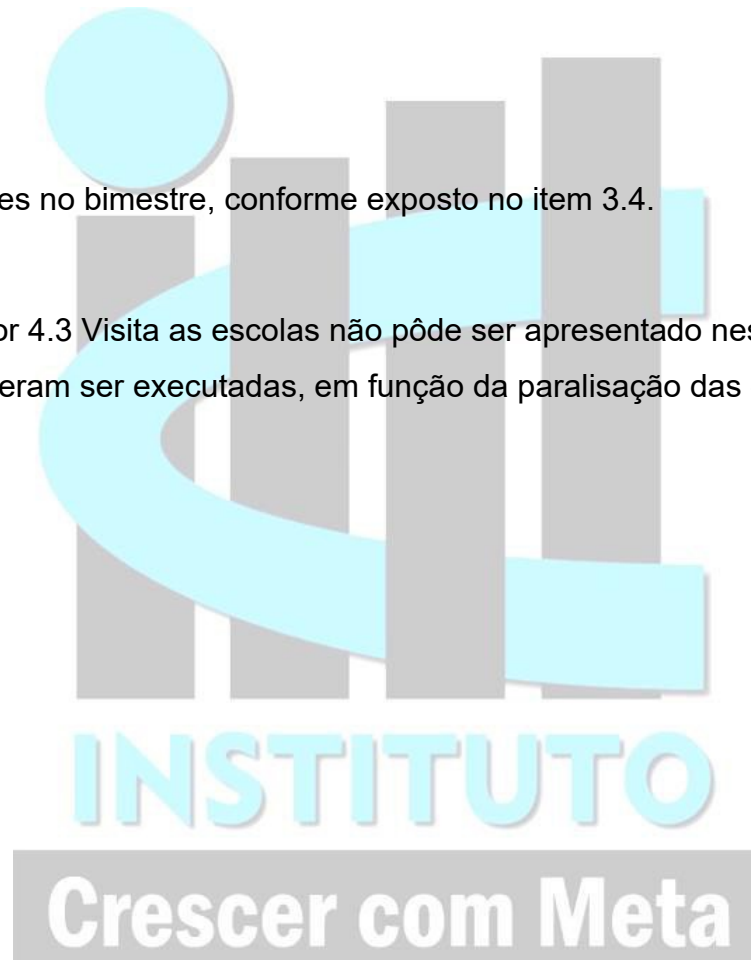 es no bimestre, conforme exposto no item 3.4.
or 4.3 Visita as escolas não pôde ser apresentado nes
eram ser executadas, em função da paralisação das
INSTITUTO
Crescer com Meta